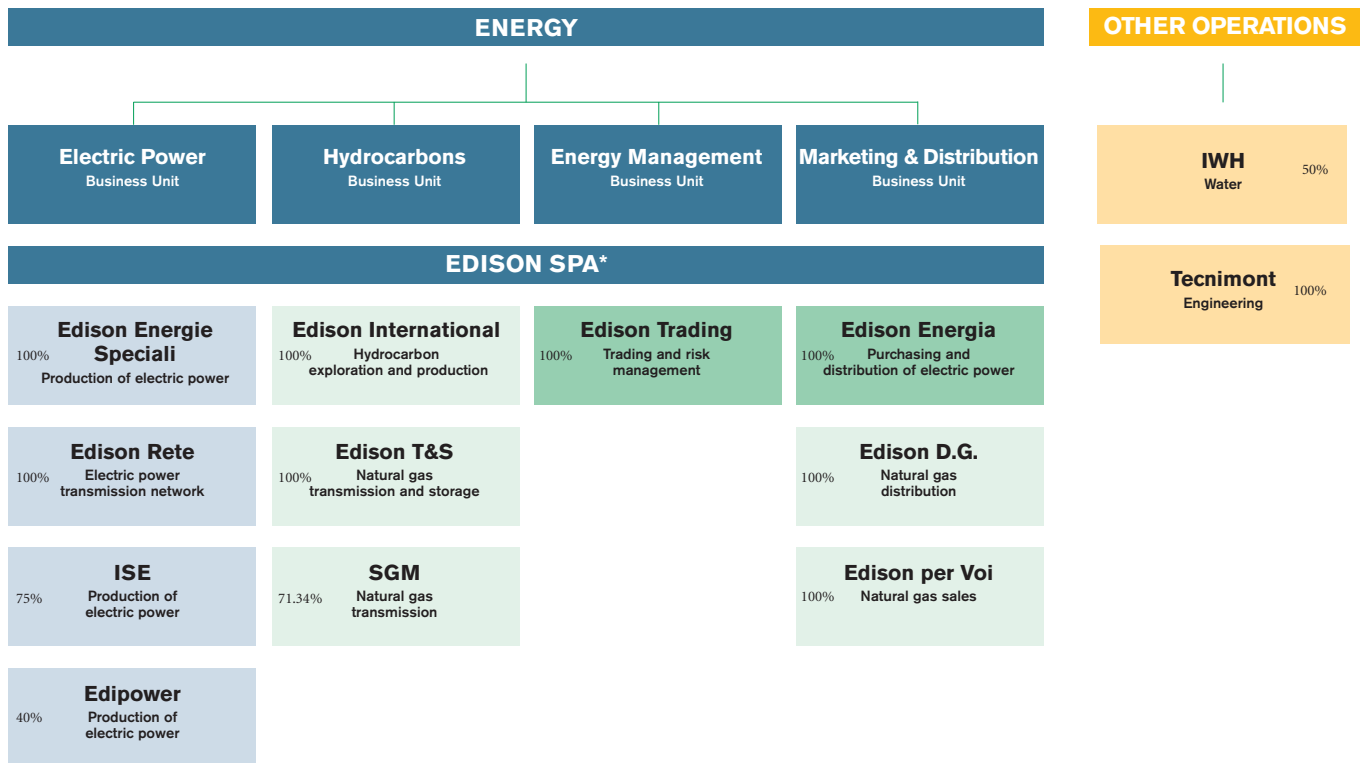 ENERGY
OTHER OPERATIONS
Electric Power
Business Unit
Hydrocarbons
Business Unit
Energy Management
Business Unit
Marketing & Distribution
Business Unit
IWH
Water
50%
EDISON SPA*
Tecnimont
Engineering
100%
Edison Energie
Speciali
100%
Production of electric power
Edison International
100%
Hydrocarbon
exploration and production
Edison Trading
100%
Trading and risk
management
Edison Energia
100%
Purchasing and
distribution of electric power
Edison Rete
100%
Electric power
transmission network
Edison T&S
100%
Natural gas
transmission and storage
Edison D.G.
100%
Natural gas
distribution
ISE
75%
Production of
electric power
SGM
71.34%
Natural gas
transmission
Edison per Voi
100%
Natural gas sales
Edipower
40%
Production of
electric power